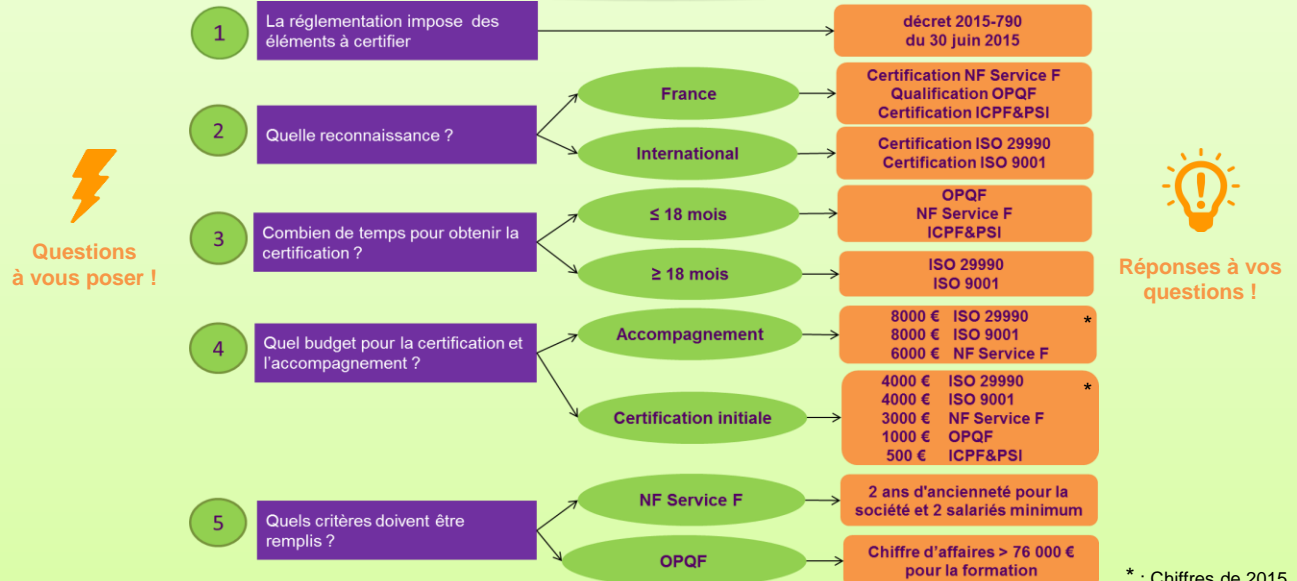 1
La réglementation impose des
éléments à certifier
décret 2015-790
du 30 juin 2015
2
Quelle reconnaissance ?
France
Certification NF Service F
Qualification OPQF
Certification ICPF&PSI
International
Certification ISO 29990
Certification ISO 9001
Questions
à vous poser !
3
Combien de temps pour obtenir la
certification ?
≤ 18 mois
OPQF
NF Service F
ICPF&PSI
≥ 18 mois
ISO 29990
ISO 9001
Réponses à vos
questions !
4
Quel budget pour la certification et
l'accompagnement ?
Accompagnement
8000 € ISO 29990 *
8000 € ISO 9001
6000 € NF Service F
Certification initiale
4000 € ISO 29990 *
4000 € ISO 9001
3000 € NF Service F
1000 € OPQF
500 € ICPF&PSI
5
Quels critères doivent être
remplis ?
NF Service F
2 ans d'ancienneté pour la
société et 2 salariés minimum
OPQF
Chiffre d'affaires > 76 000 €
pour la formation
* : Chiffres de 2015